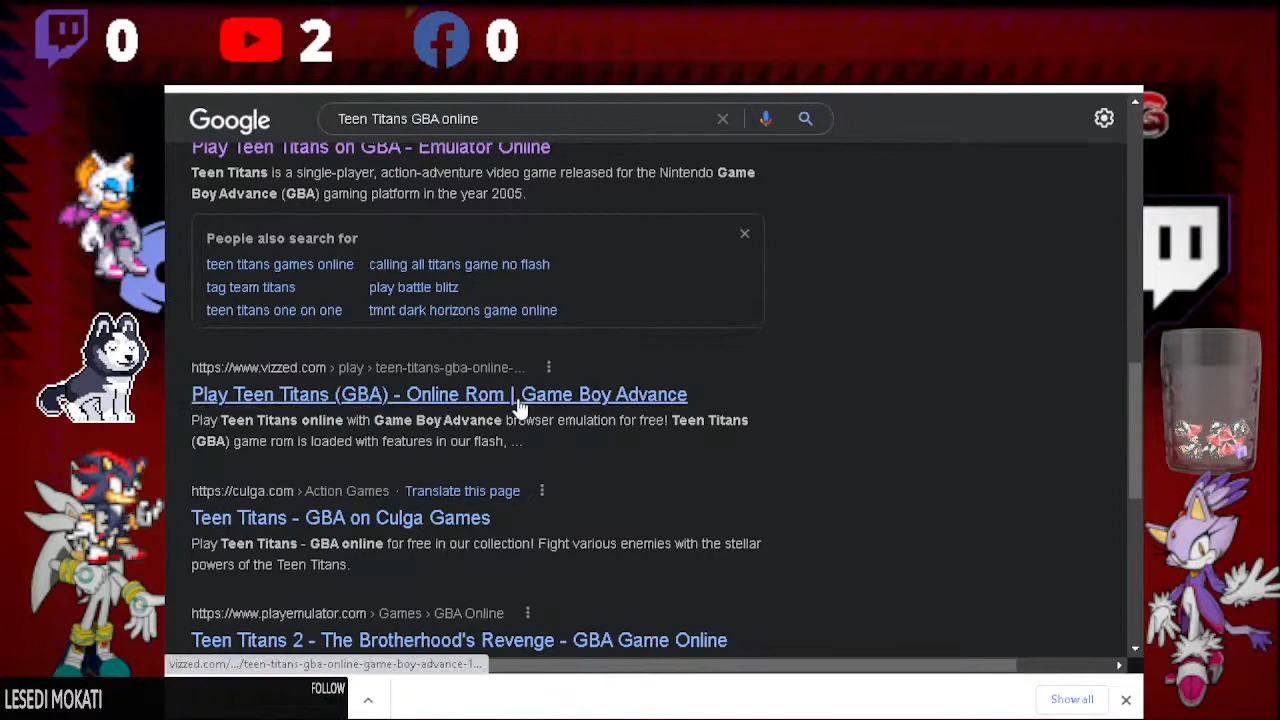 0 2 0
Google Teen Titans GBA online
Play Teen Titans on GBA - Emulator Online
Teen Titans is a single-player, action-adventure video game released for the Nintendo Game
Boy Advance (GBA) gaming platform in the year 2005.
People also search for
teen titans games online calling all titans game no flash
tag team titans play battle blitz
teen titans one on one tmnt dark horizons game online
https://www.vizzed.com › play › teen-titans-gba-online-...
Play Teen Titans (GBA) - Online Rom | Game Boy Advance
Play Teen Titans online with Game Boy Advance browser emulation for free! Teen Titans
(GBA) game rom is loaded with features in our flash, ...
https://culga.com › Action Games · Translate this page
Teen Titans - GBA on Culga Games
Play Teen Titans - GBA online for free in our collection! Fight various enemies with the stellar
powers of the Teen Titans.
https://www.playemulator.com › Games › GBA Online
Teen Titans 2 - The Brotherhood's Revenge - GBA Game Online
vizzed.com/.../teen-titans-gba-online-game-boy-advance-1...
LESEDI MOKATI
FOLLOW
Show all